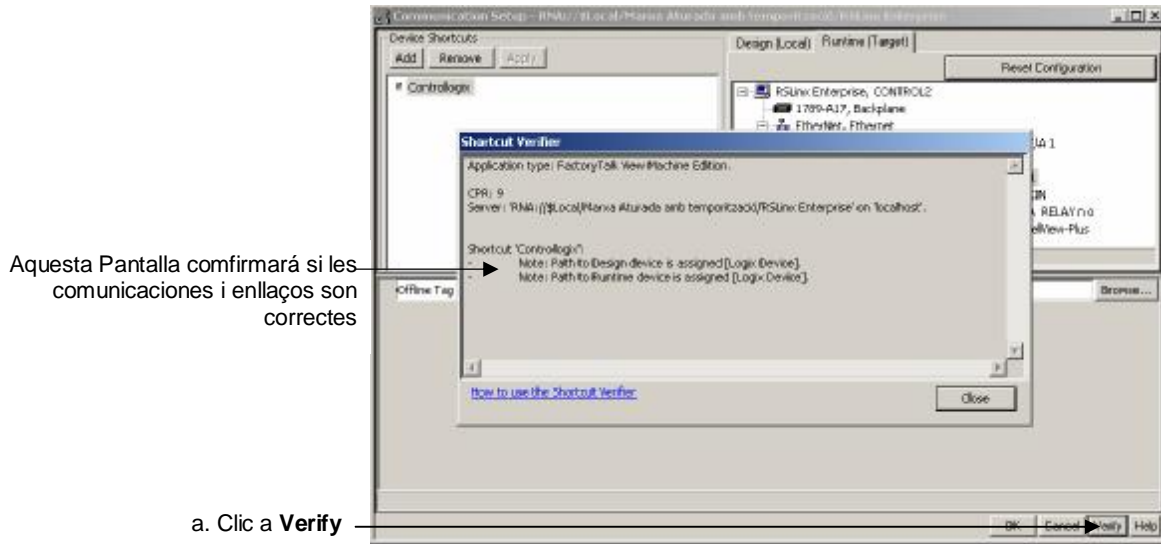 Communication Setup - RNA://$Local/Marxa Aturada amb temporització/RSLinx Enterprise
Device Shortcuts
Add Remove Apply
Controllogix
Design (Local) Runtime (Target)
Reset Configuration
RSLinx Enterprise, CONTROL2
1789-A17, Backplane
EtherNet, Ethernet
Shortcut Verifier
Application type: FactoryTalk View Machine Edition.
CPR: 9
Server: 'RNA://$Local/Marxa Aturada amb temporització/RSLinx Enterprise' on 'localhost'.
Shortcut 'Controllogix':
- Note: Path to Design device is assigned [Logix Device].
- Note: Path to Runtime device is assigned [Logix Device].
How to use the Shortcut Verifier
Close
RELAY
Aquesta Pantalla comfirmará si les
comunicaciones i enllaços son
correctes
Offline Tag
Browse...
a. Clic a Verify
OK Cancel Verify Help